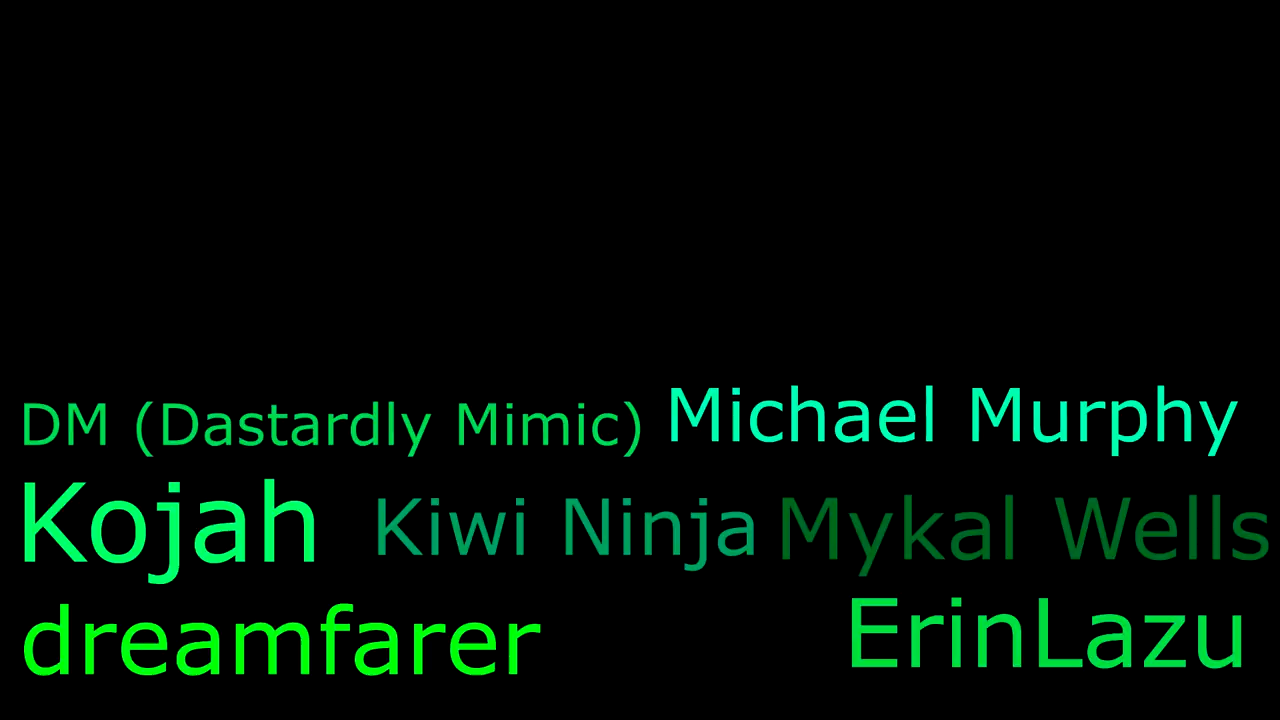 DM (Dastardly Mimic) Michael Murphy
Kojah Kiwi Ninja Mykal Wells
dreamfarer ErinLazu